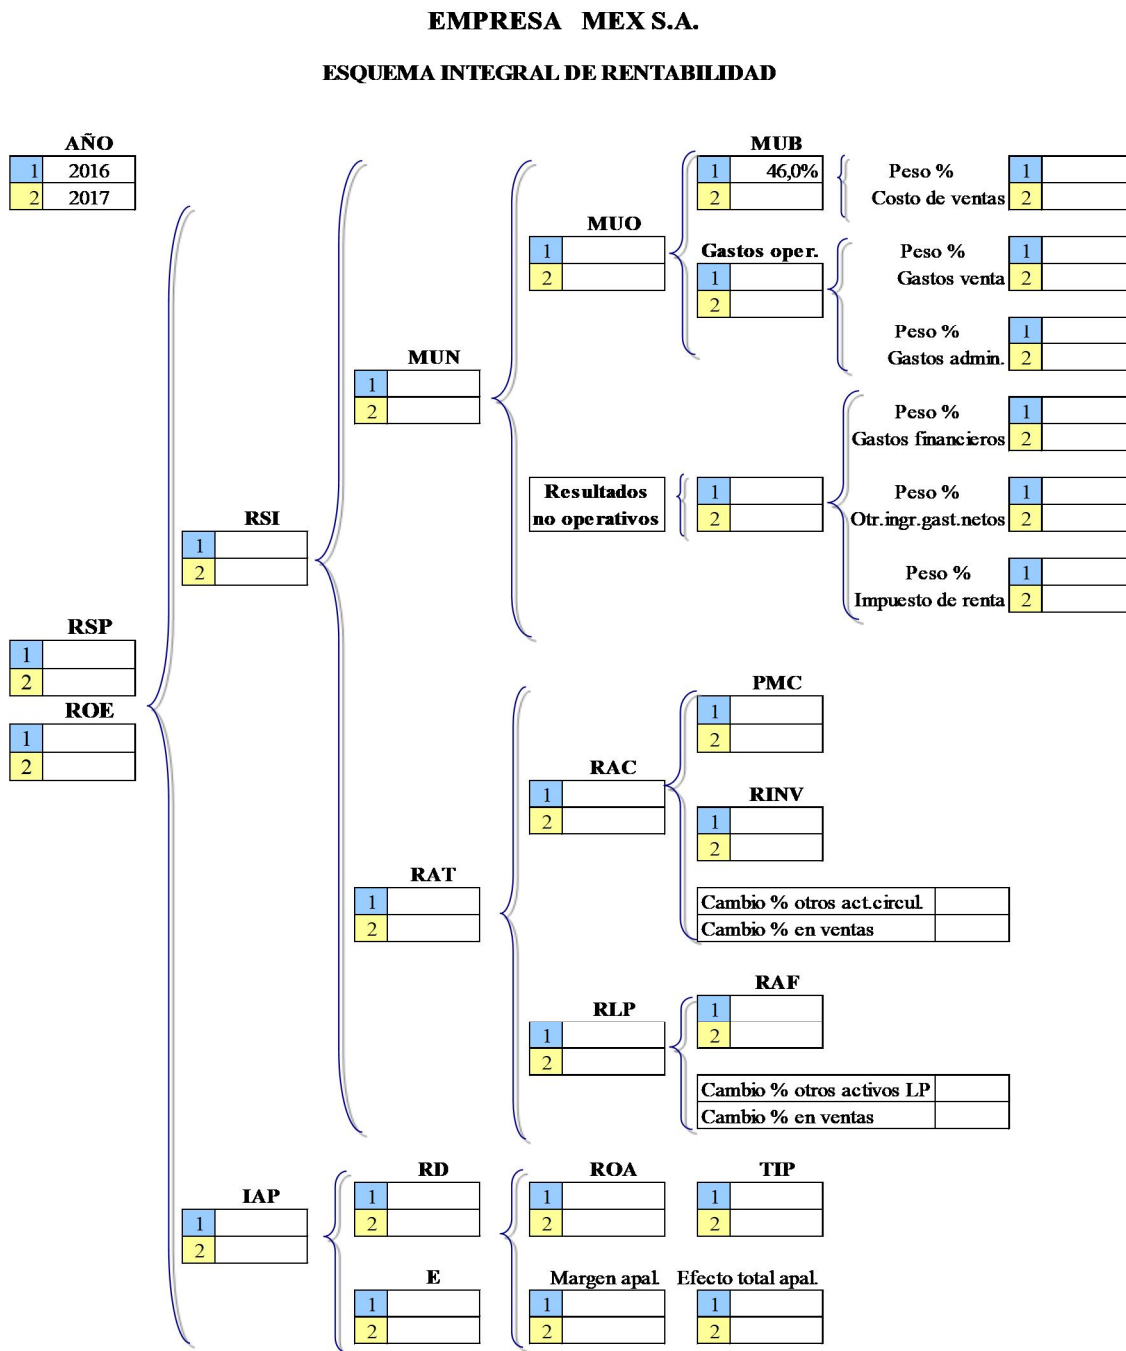 EMPRESA MEX S.A.
ESQUEMA INTEGRAL DE RENTABILIDAD
AÑO
1 2016
2 2017
MUB
1 46,0%
2
Peso %
Costo de ventas
1
2
MUO
1
2
Gastos oper.
1
2
Peso %
Gastos venta
1
2
Peso %
Gastos admin.
1
2
MUN
1
2
Peso %
Gastos financieros
1
2
Resultados
no operativos
1
2
Peso %
Otr.ingr.gast.netos
1
2
Peso %
Impuesto de renta
1
2
RSI
1
2
RSP
1
2
ROE
1
2
PMC
1
2
RAC
1
2
RINV
1
2
RAT
1
2
Cambio % otros act.circul.
Cambio % en ventas
RAF
1
2
RLP
1
2
Cambio % otros activos LP
Cambio % en ventas
IAP
1
2
RD
1
2
ROA
1
2
TIP
1
2
E
1
2
Margen apal.
1
2
Efecto total apal.
1
2